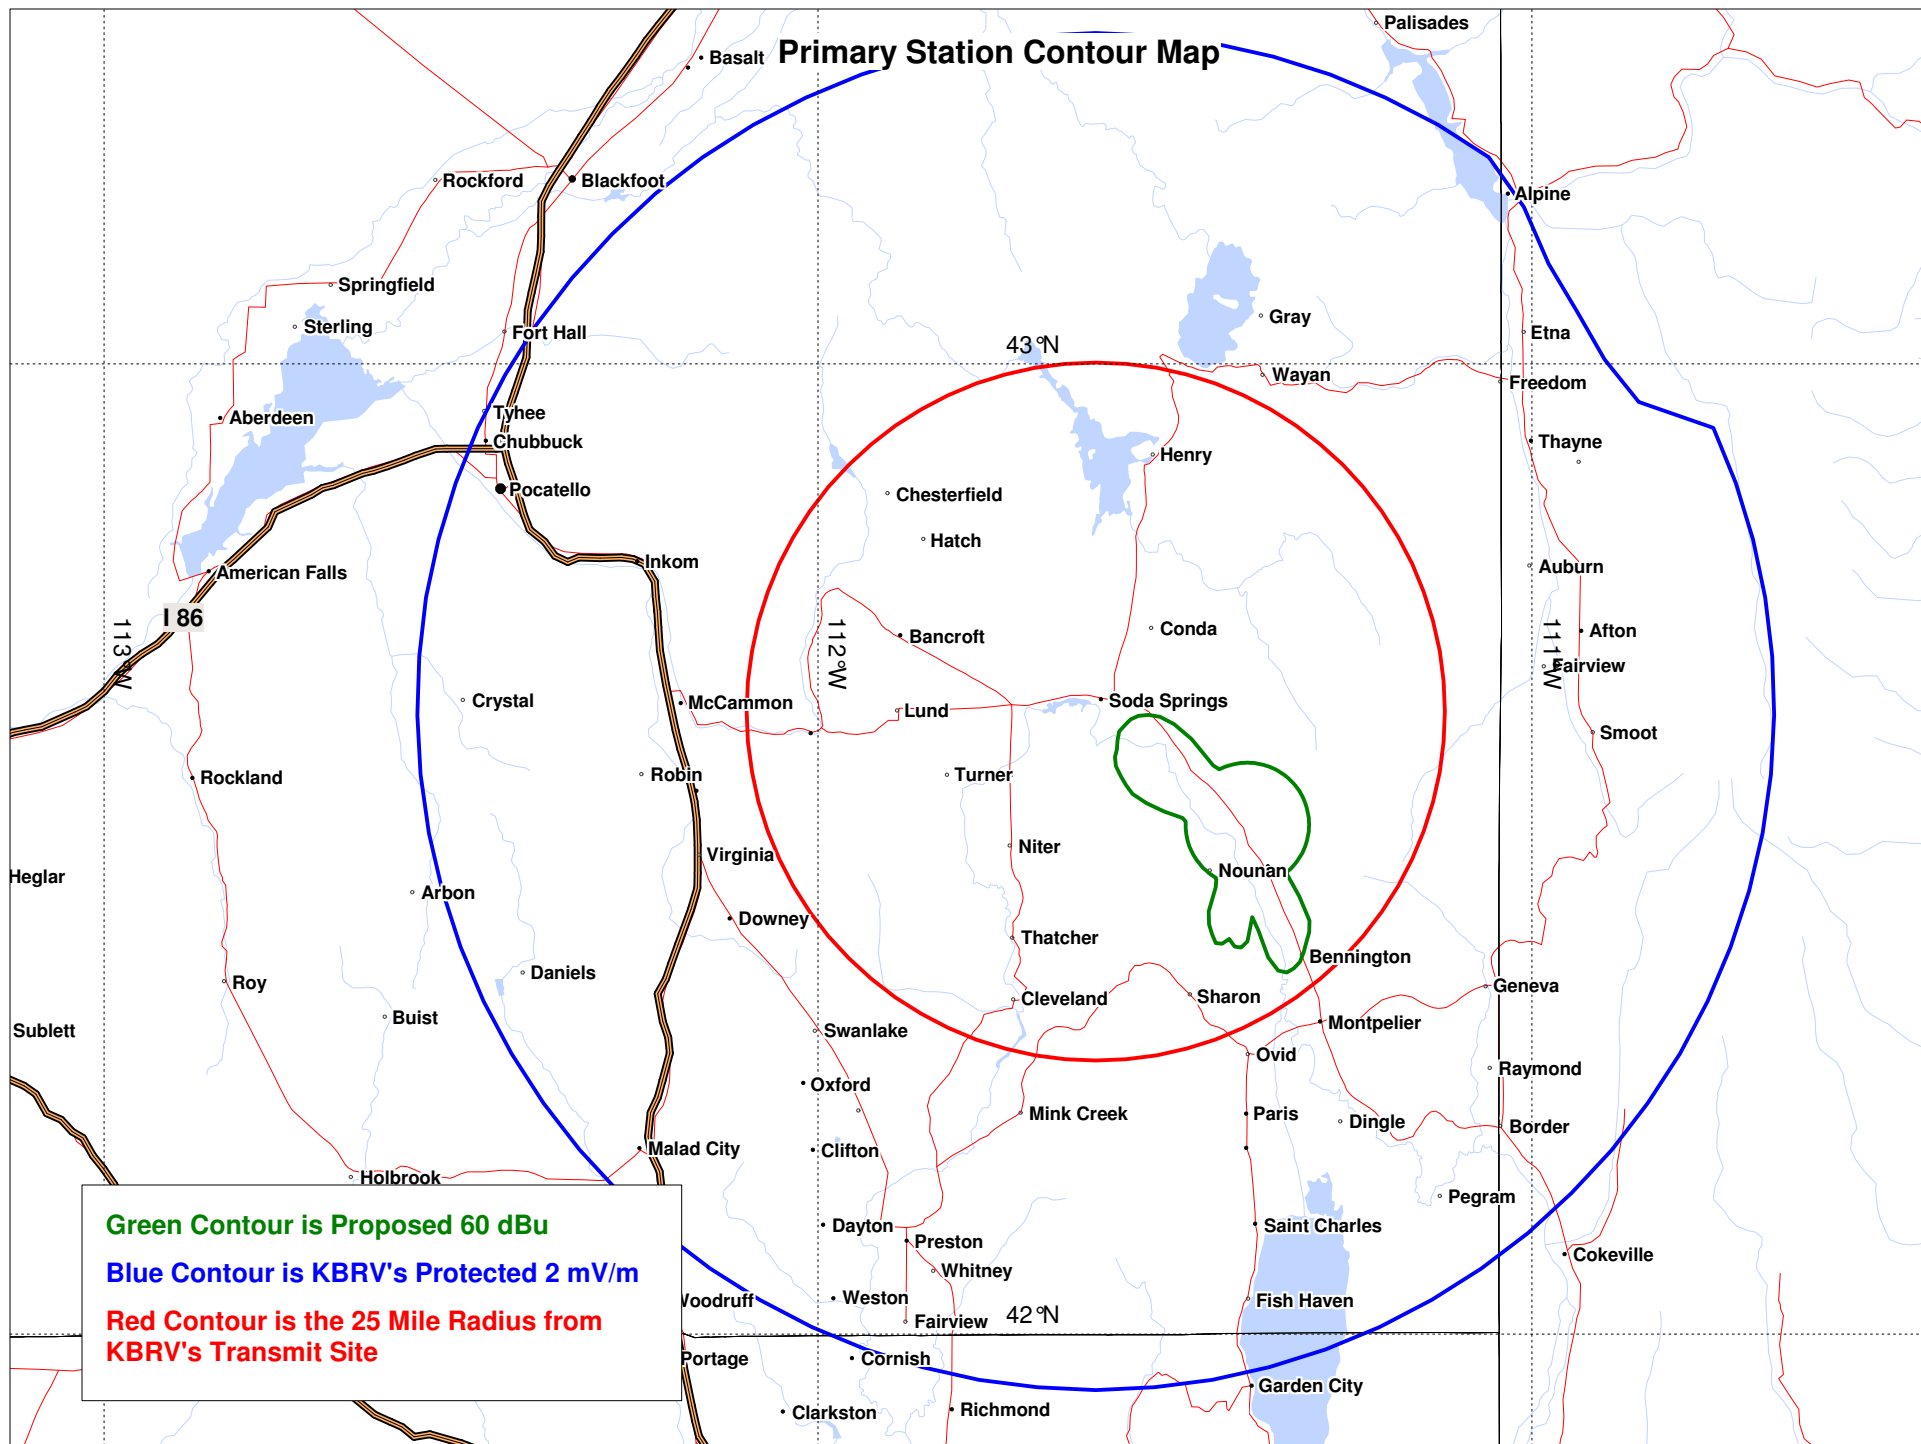 Palisades
Primary Station Contour Map
Basalt
Rockford
Blackfoot
Alpine
Springfield
Gray
Sterling
Fort Hall
Etna
43°N
Wayan
Freedom
Tyhee
Aberdeen
Chubbuck
Thayne
Henry
Pocatello
Chesterfield
Hatch
Inkom
Auburn
American Falls
I 86
113°W
112°W
111°W
Conda
Afton
Bancroft
Fairview
Crystal
McCammon
Soda Springs
Lund
Smoot
Robin
Turner
Rockland
Niter
Virginia
Nounan
Heglar
Arbon
Downey
Thatcher
Bennington
Daniels
Roy
Geneva
Sharon
Cleveland
Buist
Montpelier
Sublett
Swanlake
Ovid
Raymond
Oxford
Mink Creek
Paris
Dingle
Border
Malad City
Clifton
Holbrook
Pegram
Dayton
Saint Charles
Preston
Cokeville
Whitney
Weston
Fish Haven
Fairview
42°N
Portage
Cornish
Garden City
Clarkston
Richmond
Green Contour is Proposed 60 dBu
Blue Contour is KBRV's Protected 2 mV/m
Red Contour is the 25 Mile Radius from
KBRV's Transmit Site